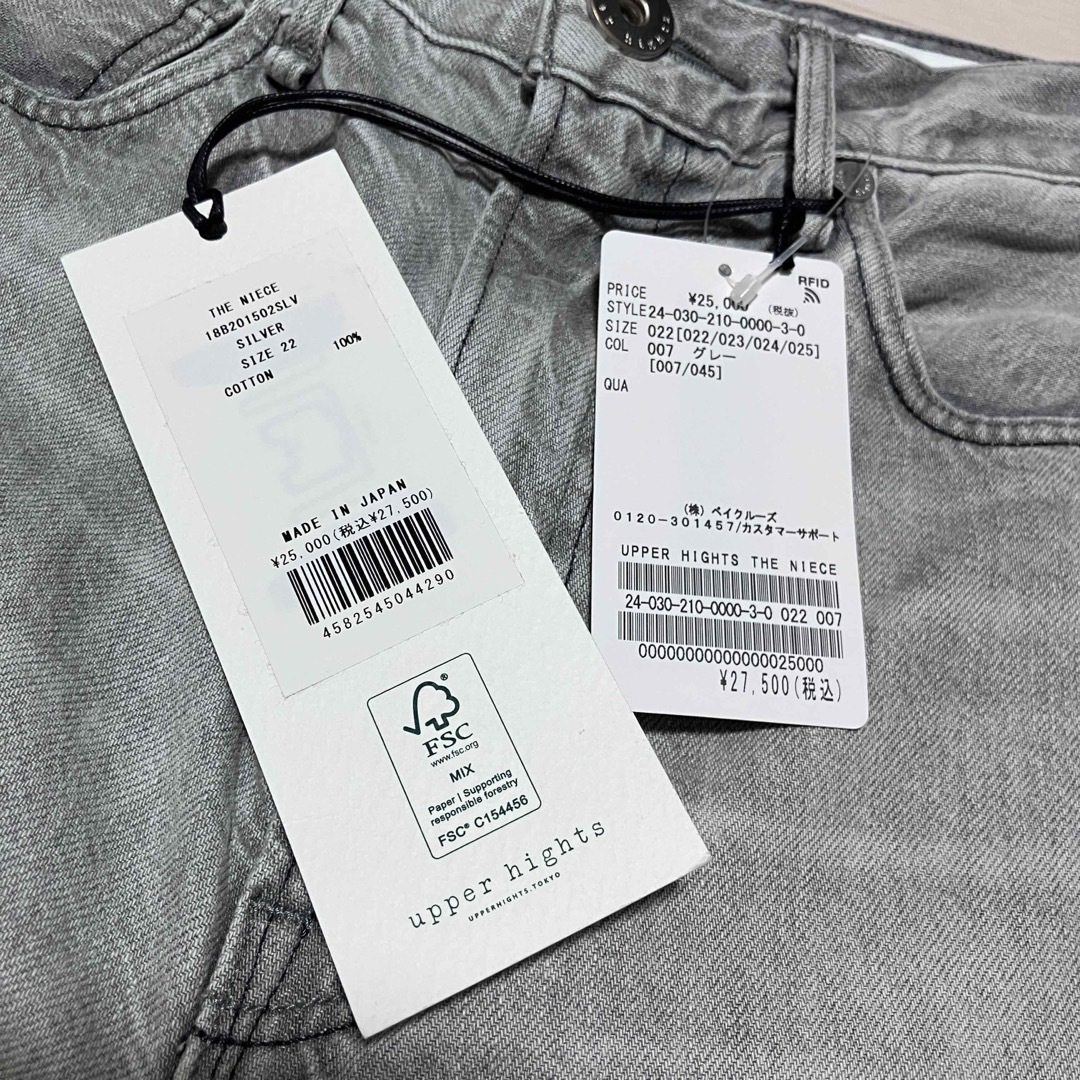 THE NIECE
18B201502SLV
SILVER
SIZE 22
COTTON 100%
MADE IN JAPAN
¥25,000(税込¥27,500)
4582545044290
FSC
www.fsc.org
MIX
Paper | Supporting
responsible forestry
FSC® C154456
upper hights
UPPERHIGHTS.TOKYO
RFID
PRICE ¥25,000 (税抜)
STYLE24-030-210-0000-3-0
SIZE 022[022/023/024/025]
COL 007 グレー
[007/045]
QUA
(株)ベイクルーズ
0120-301457/カスタマーサポート
UPPER HIGHTS THE NIECE
24-030-210-0000-3-0 022 007
00000000000000025000
¥27,500(税込)